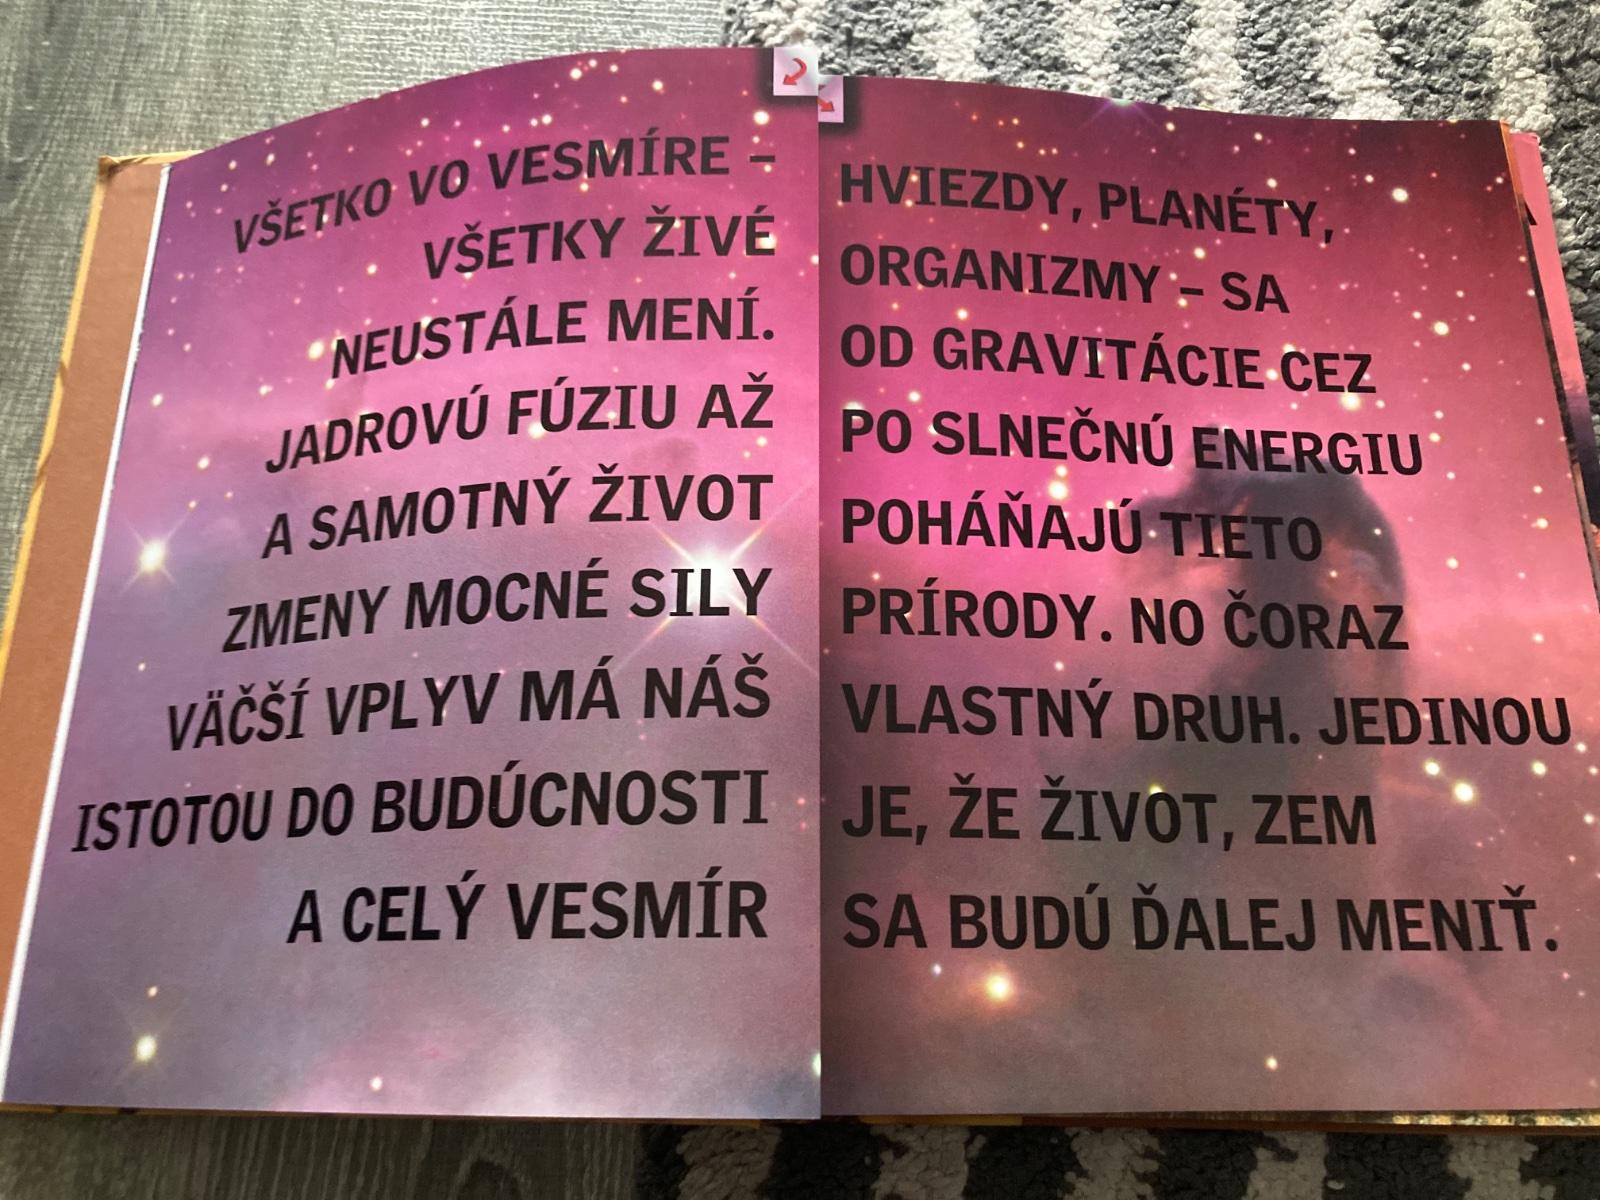 VŠETKO VO VESMÍRE – HVIEZDY, PLANÉTY,
VŠETKY ŽIVÉ ORGANIZMY – SA
NEUSTÁLE MENÍ. OD GRAVITÁCIE CEZ
JADROVÚ FÚZIU AŽ PO SLNEČNÚ ENERGIU
A SAMOTNÝ ŽIVOT POHÁŇAJÚ TIETO
ZMENY MOCNÉ SILY PRÍRODY. NO ČORAZ
VÄČŠÍ VPLYV MÁ NÁŠ VLASTNÝ DRUH. JEDINOU
ISTOTOU DO BUDÚCNOSTI JE, ŽE ŽIVOT, ZEM
A CELÝ VESMÍR SA BUDÚ ĎALEJ MENIŤ.